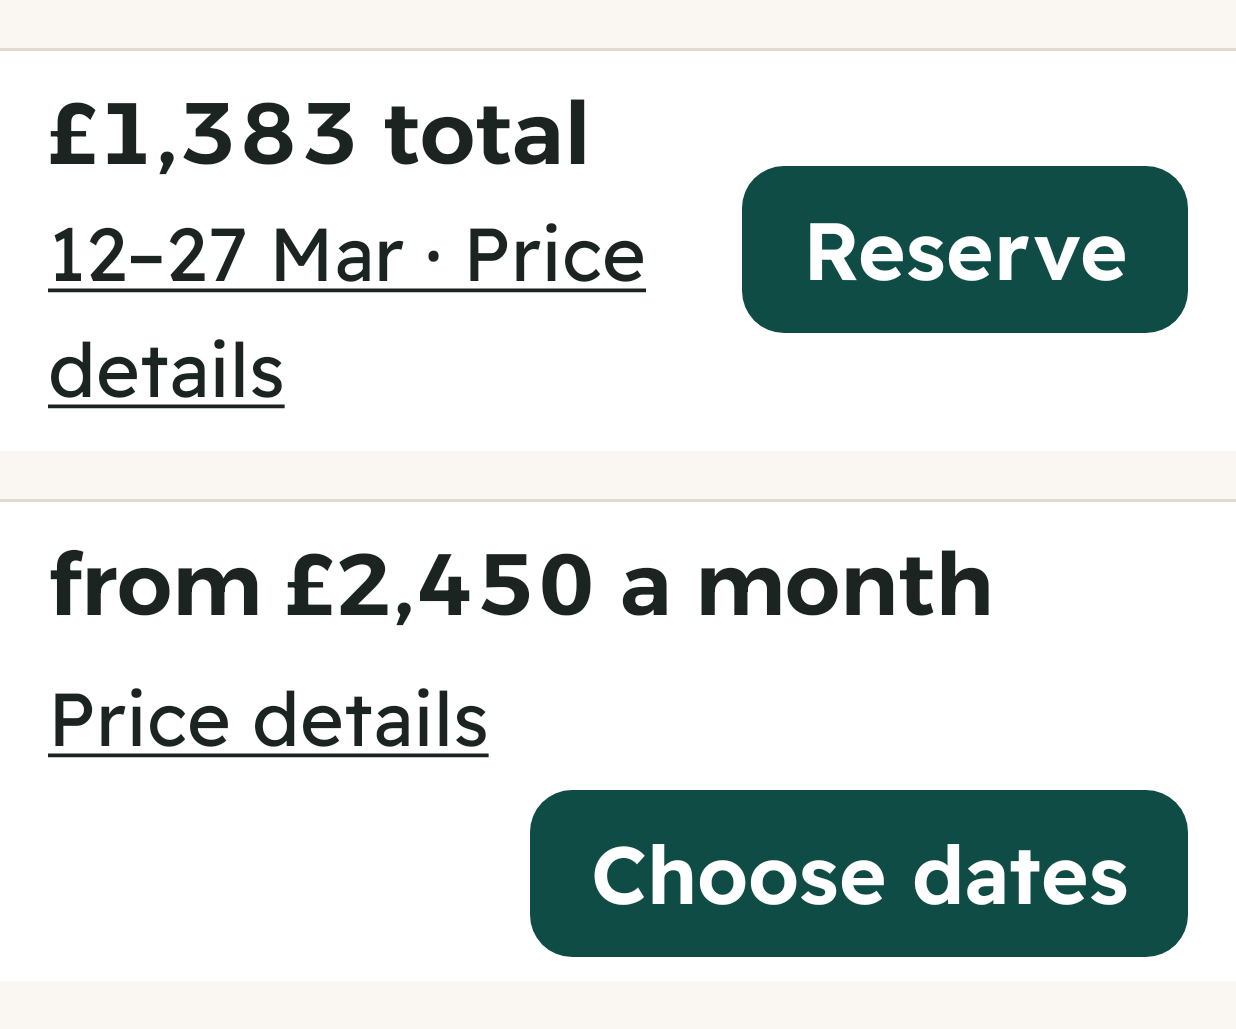 £1,383 total
12–27 Mar · Price
details
Reserve
from £2,450 a month
Price details
Choose dates